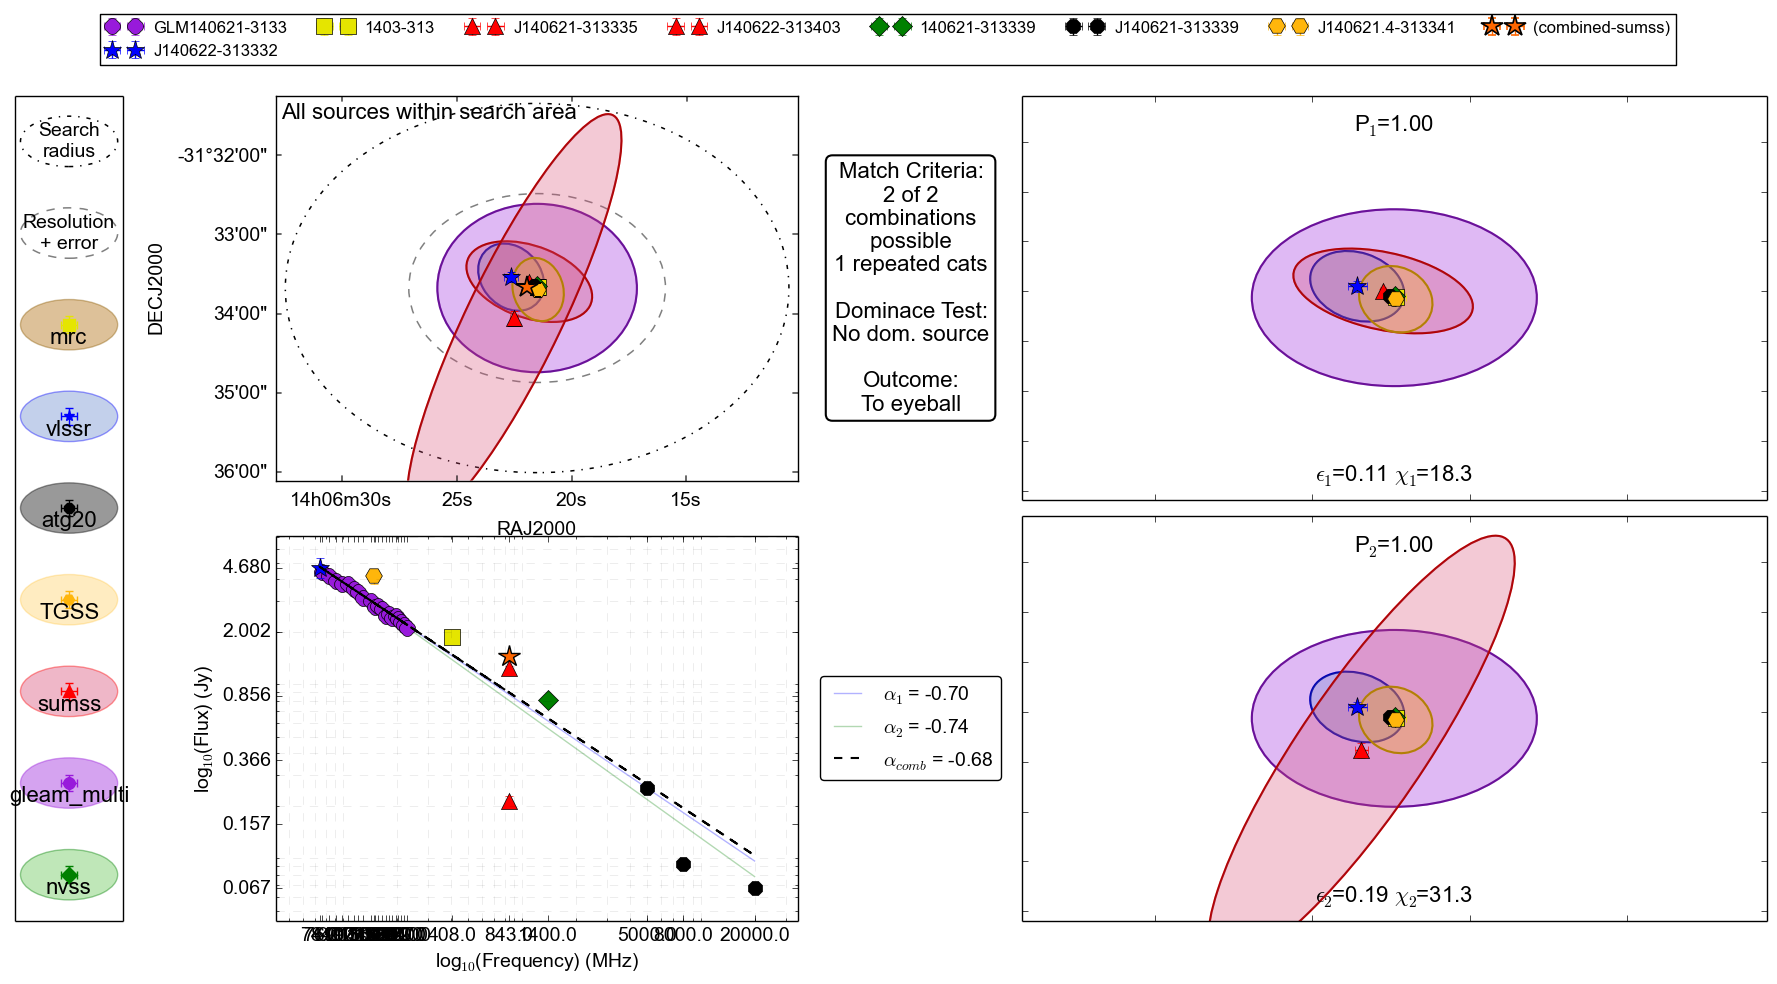 GLM140621-3133
1403-313
J140621-313335
J140622-313403
140621-313339
J140621-313339
J140621.4-313341
(combined-sumss)
J140622-313332
Search
radius
Resolution
+ error
mrc
vlssr
atg20
TGSS
sumss
gleam_multi
nvss
All sources within search area
DECJ2000
-31°32'00"
33'00"
34'00"
35'00"
36'00"
14h06m30s
25s
20s
15s
RAJ2000
Match Criteria:
2 of 2
combinations
possible
1 repeated cats
Dominace Test:
No dom. source
Outcome:
To eyeball
P1=1.00
ϵ1=0.11 χ1=18.3
P2=1.00
ϵ2=0.19 χ2=31.3
log10(Flux) (Jy)
4.680
2.002
0.856
0.366
0.157
0.067
408.0
843.0
1400.0
5000.0
8000.0
20000.0
log10(Frequency) (MHz)
α1 = -0.70
α2 = -0.74
αcomb = -0.68